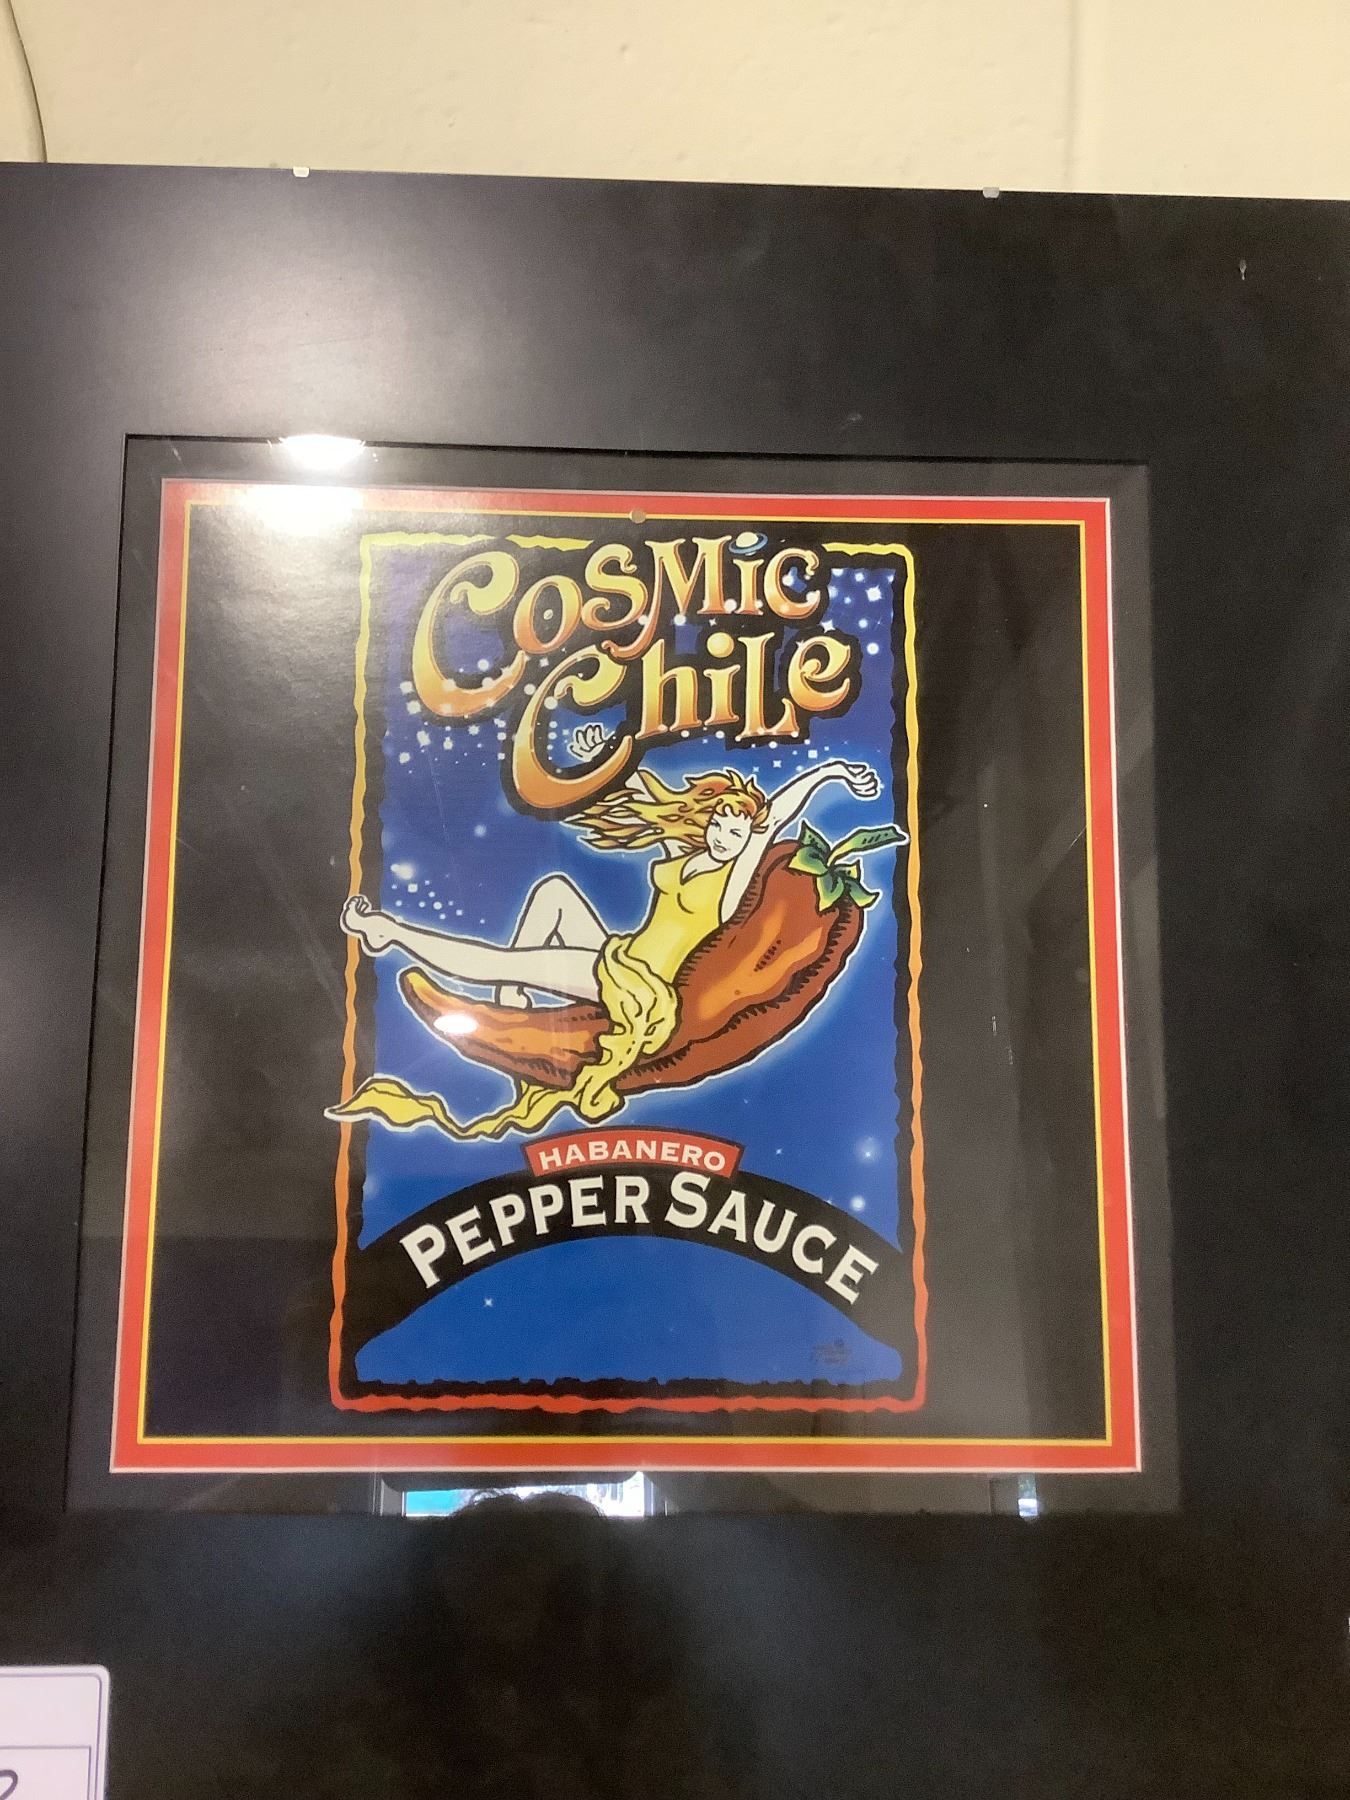 Cosmic
Chile
HABANERO
PEPPER SAUCE